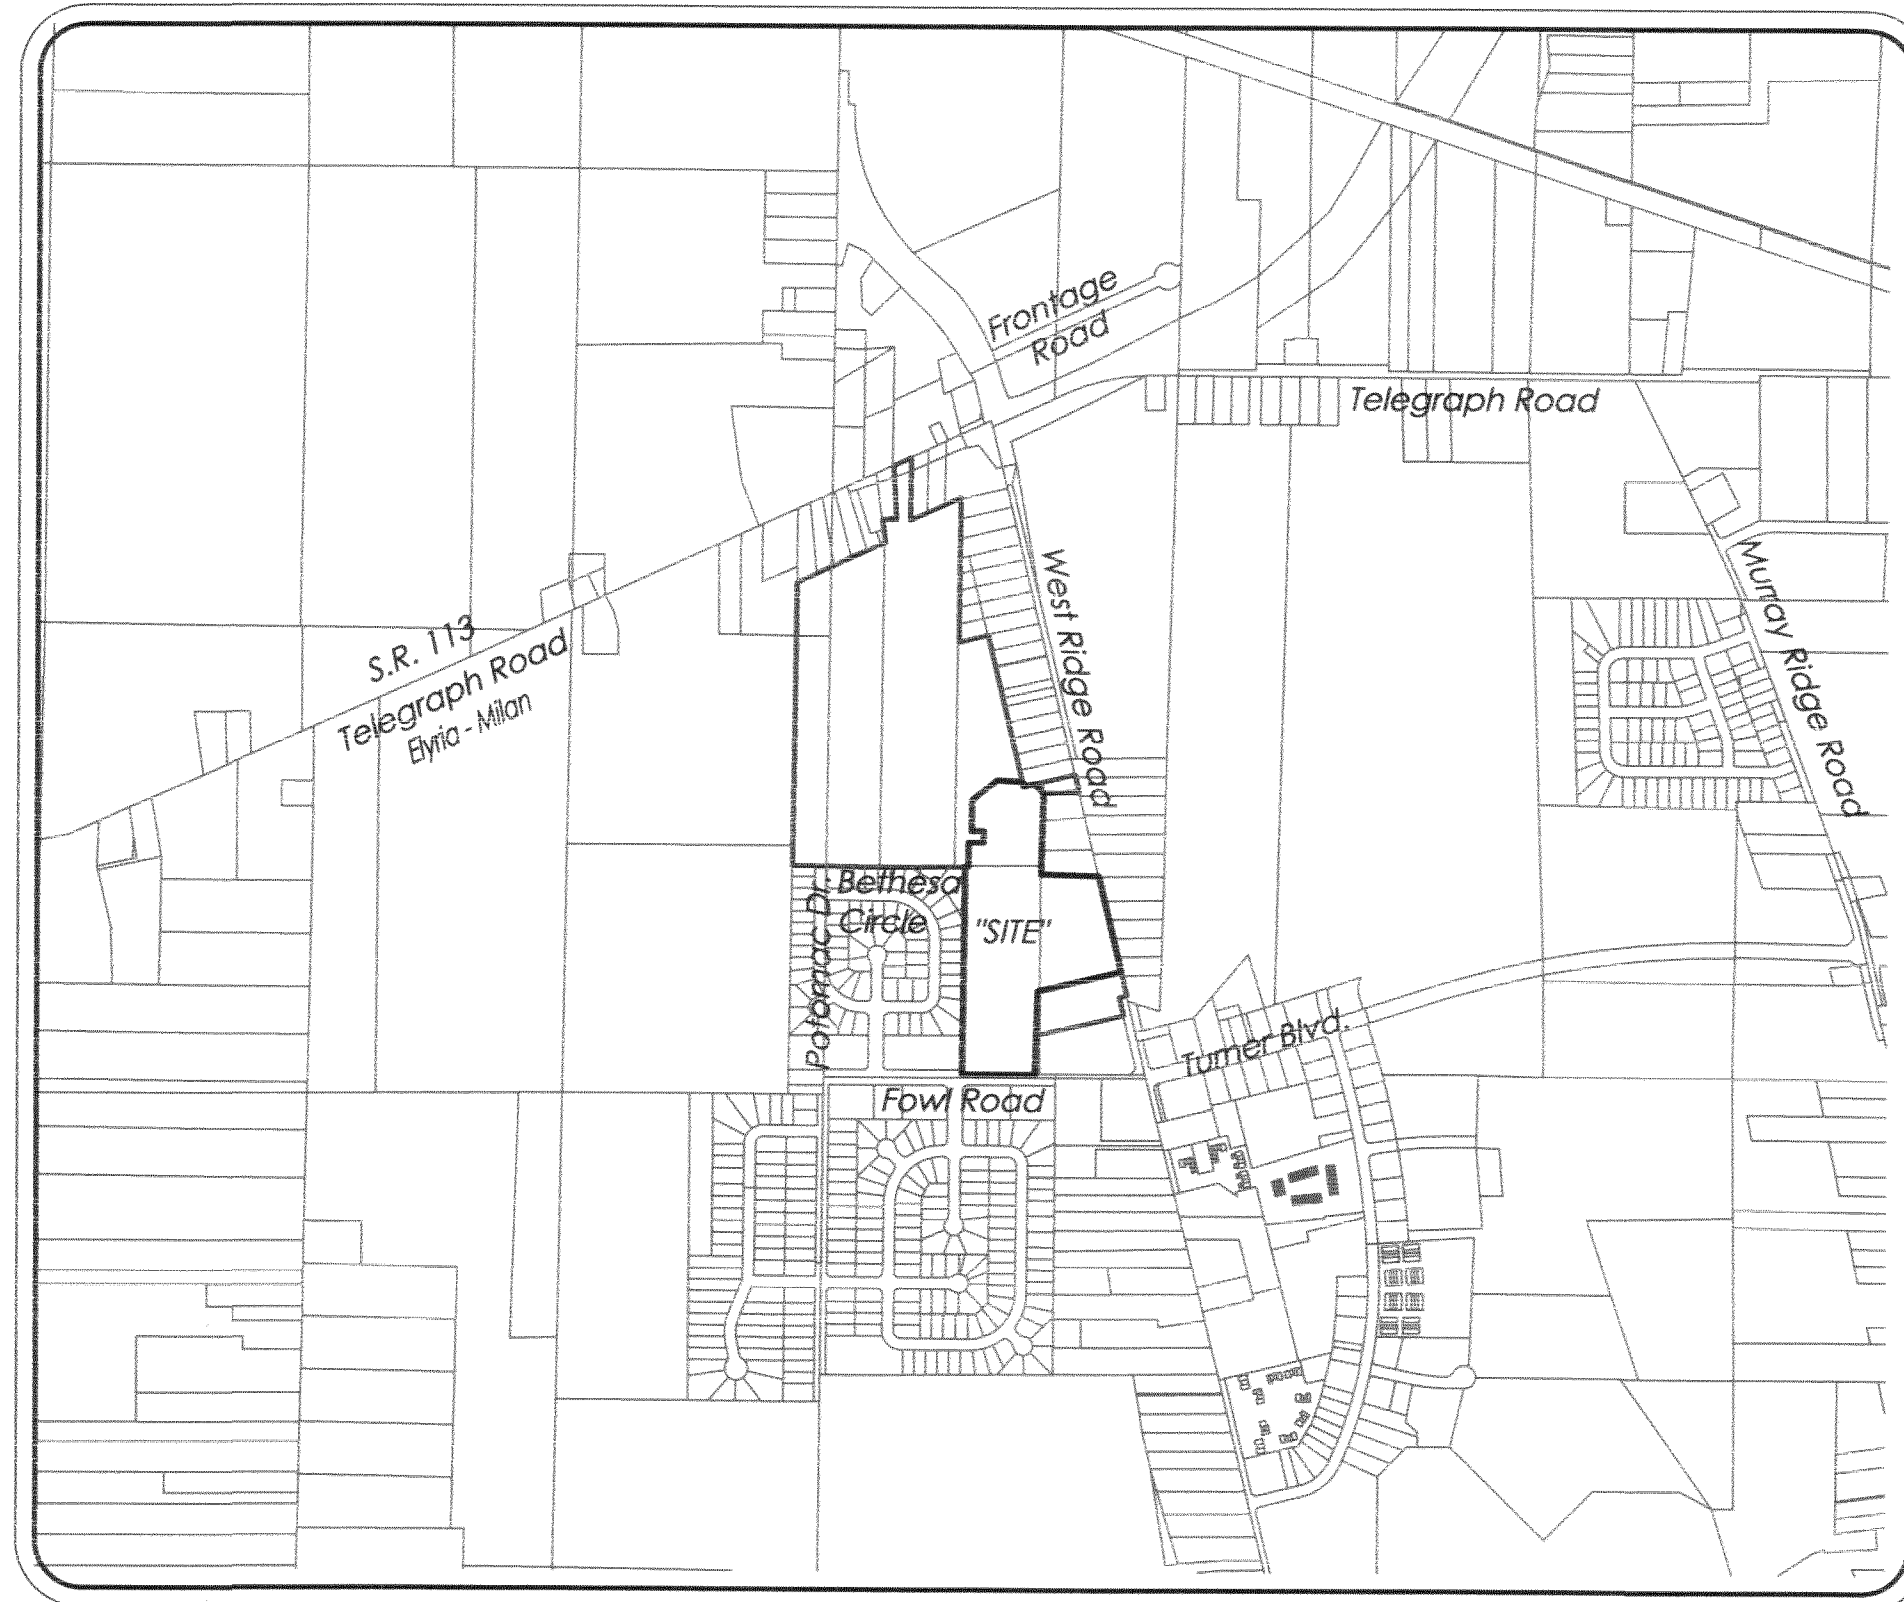 Frontage
Road
Telegraph Road
S.R. 113
Telegraph Road
Elyria - Milan
West Ridge Road
Murray Ridge Road
Bethesa
Circle
Potomac Dr.
"SITE"
Turner Blvd.
Fowl Road